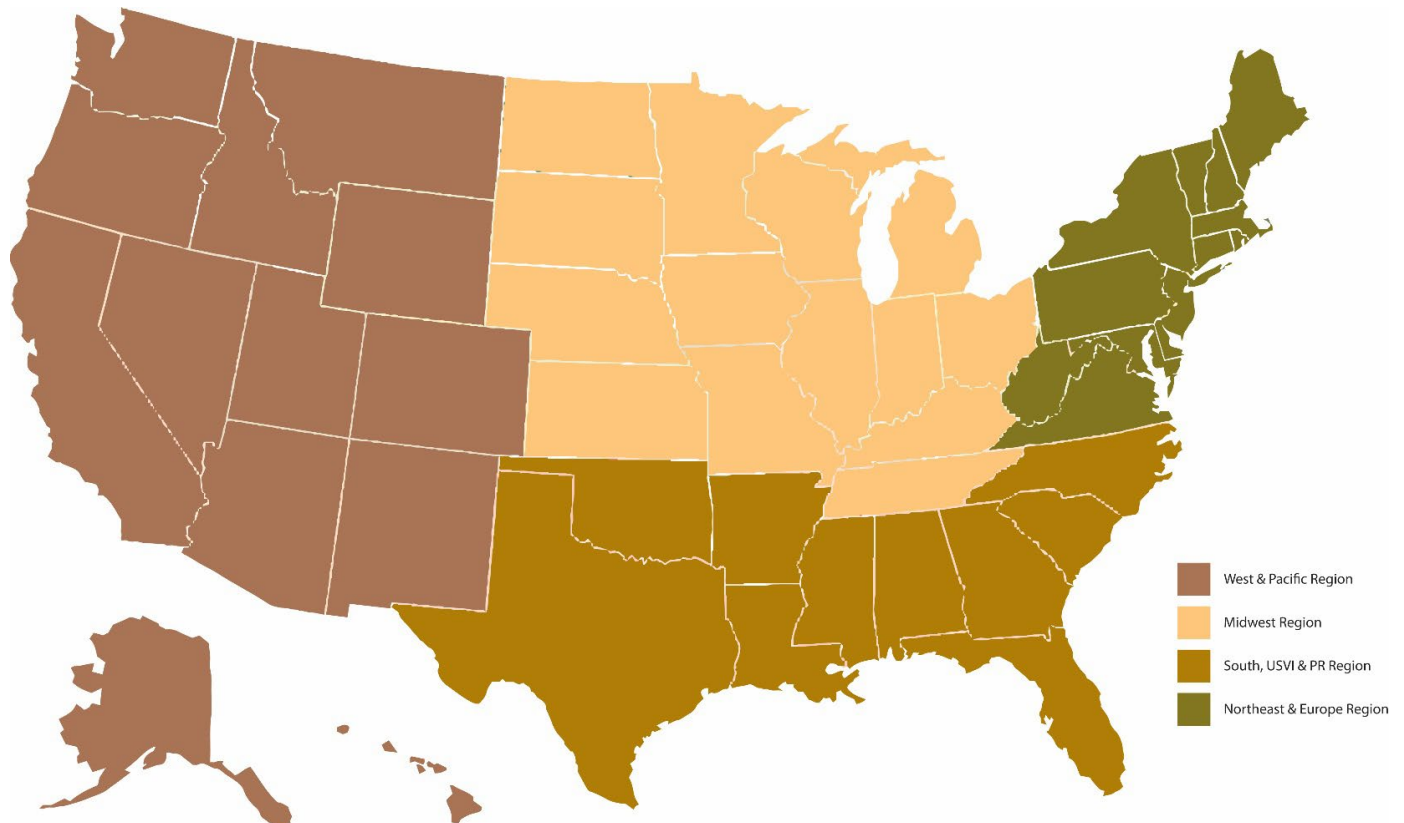 West & Pacific Region
Midwest Region
South, USVI & PR Region
Northeast & Europe Region